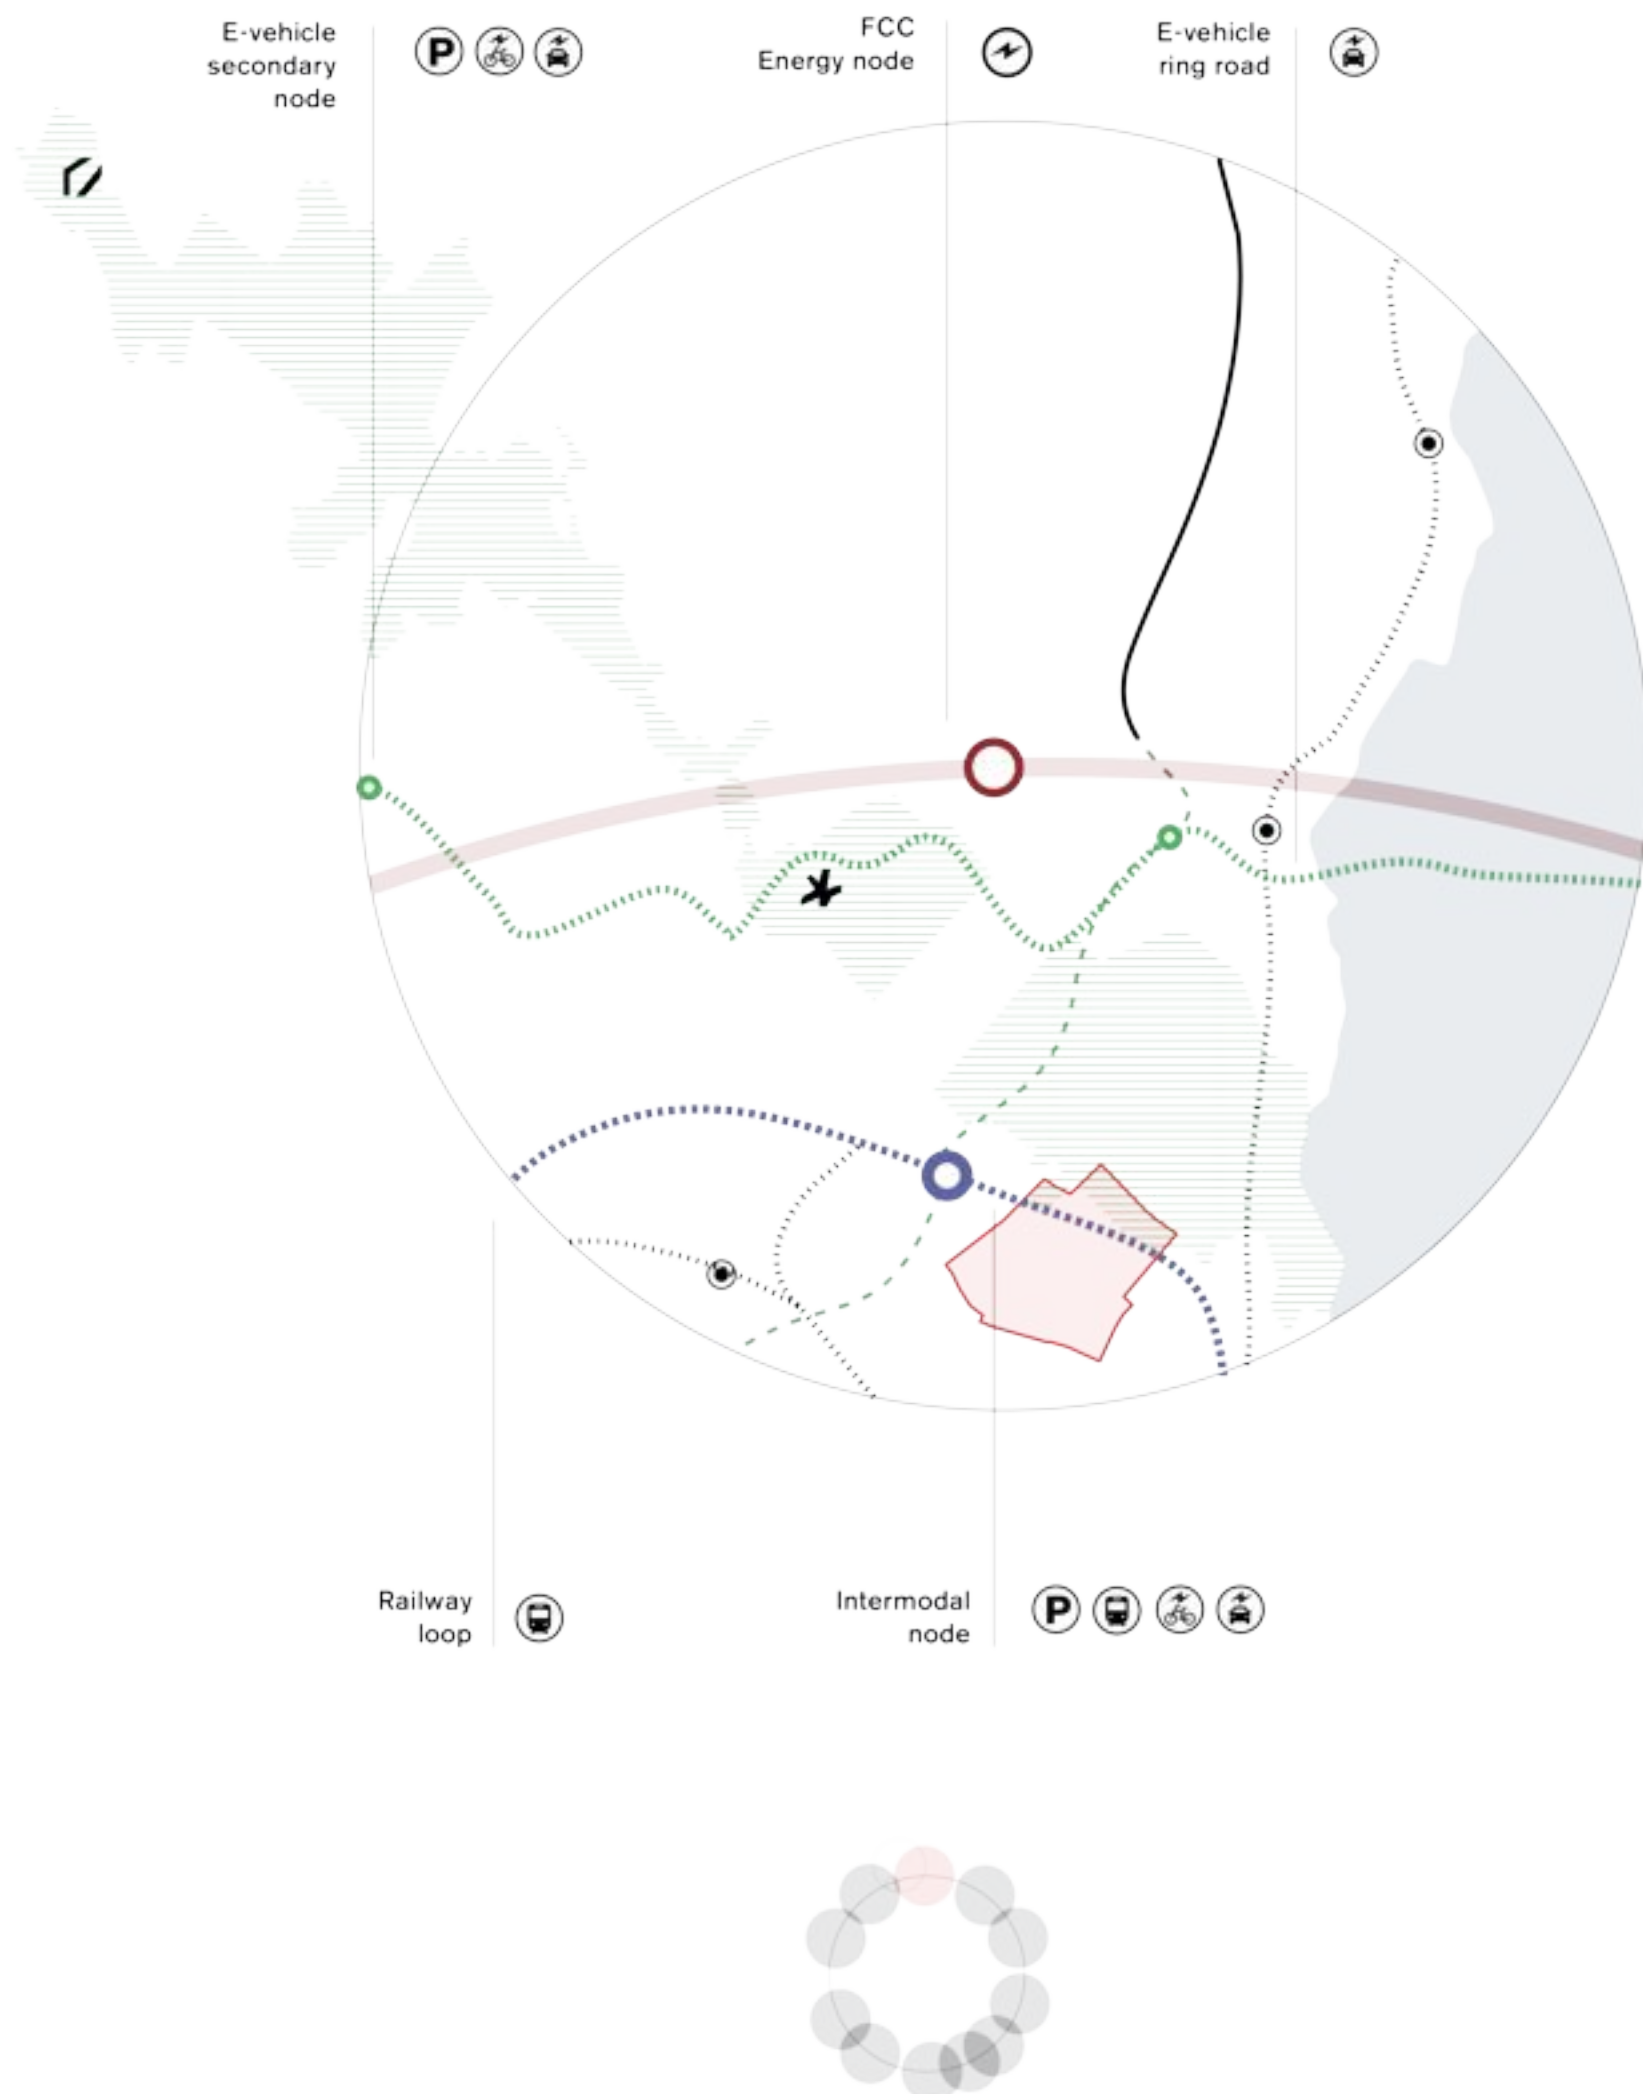 E-vehicle
secondary
node
P
FCC
Energy node
E-vehicle
ring road
Railway
loop
Intermodal
node
P